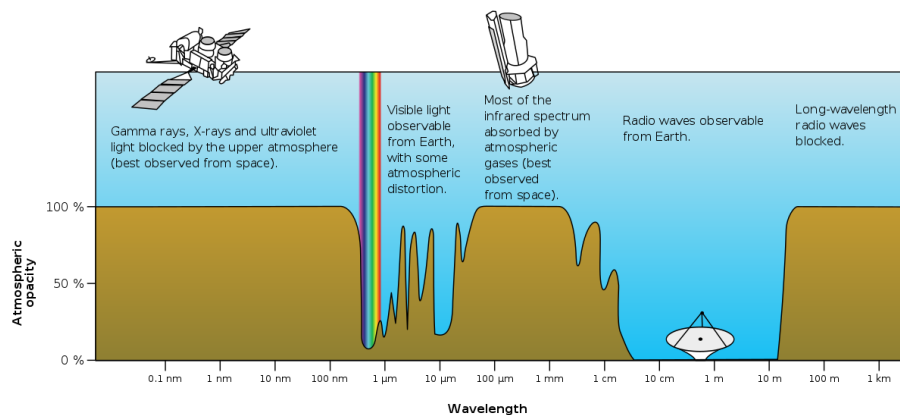 Gamma rays, X-rays and ultraviolet
light blocked by the upper atmosphere
(best observed from space).
Visible light
observable
from Earth,
with some
atmospheric
distortion.
Most of the
infrared spectrum
absorbed by
atmospheric
gases (best
observed
from space).
Radio waves observable
from Earth.
Long-wavelength
radio waves
blocked.
Atmospheric
opacity
100 %
50 %
0 %
0.1 nm
1 nm
10 nm
100 nm
1 μm
10 μm
100 μm
1 mm
1 cm
10 cm
1 m
10 m
100 m
1 km
Wavelength